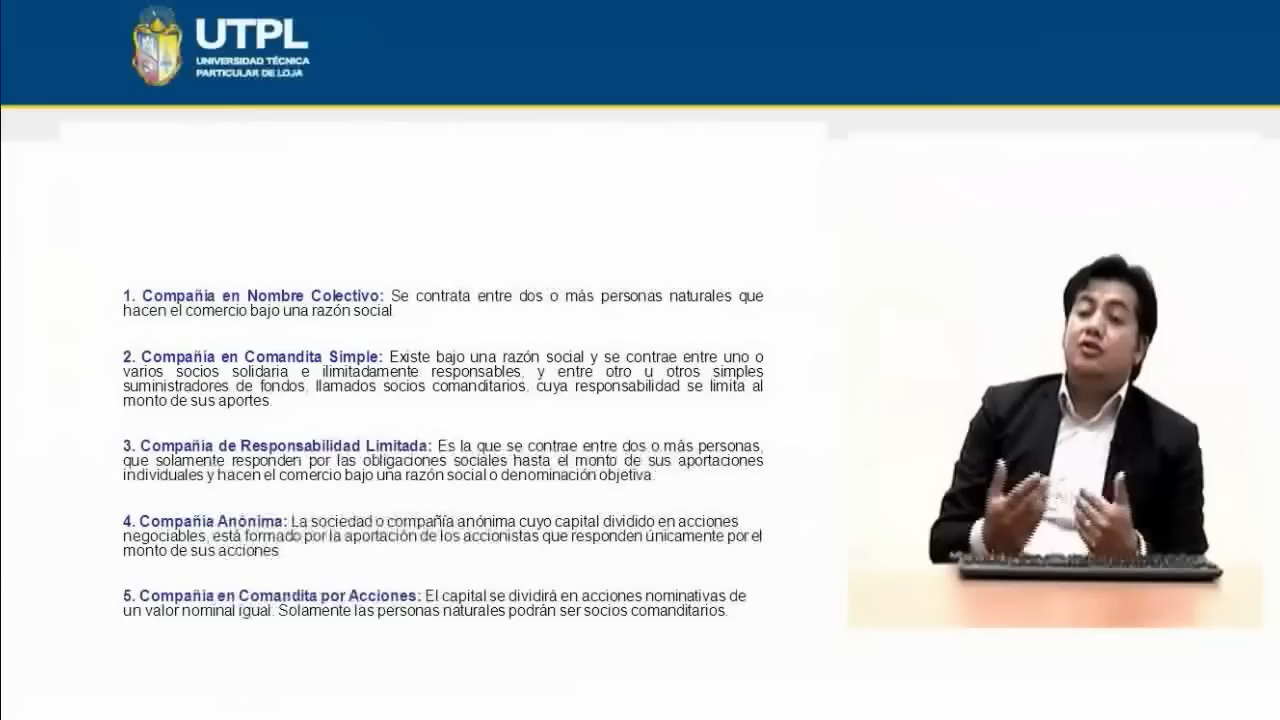 UTPL
UNIVERSIDAD TÉCNICA
PARTICULAR DE LOJA
1. Compañía en Nombre Colectivo: Se contrata entre dos o más personas naturales que
hacen el comercio bajo una razón social
2. Compañía en Comandita Simple: Existe bajo una razón social y se contrae entre uno o
varios socios solidaria e ilimitadamente responsables, y entre otro u otros simples
suministradores de fondos, llamados socios comanditarios, cuya responsabilidad se limita al
monto de sus aportes.
3. Compañía de Responsabilidad Limitada: Es la que se contrae entre dos o más personas,
que solamente responden por las obligaciones sociales hasta el monto de sus aportaciones
individuales y hacen el comercio bajo una razón social o denominación objetiva.
4. Compañía Anónima: La sociedad o compañía anónima cuyo capital dividido en acciones
negociables, está formado por la aportación de los accionistas que responden únicamente por el
monto de sus acciones
5. Compañía en Comandita por Acciones: El capital se dividirá en acciones nominativas de
un valor nominal igual. Solamente las personas naturales podrán ser socios comanditarios.